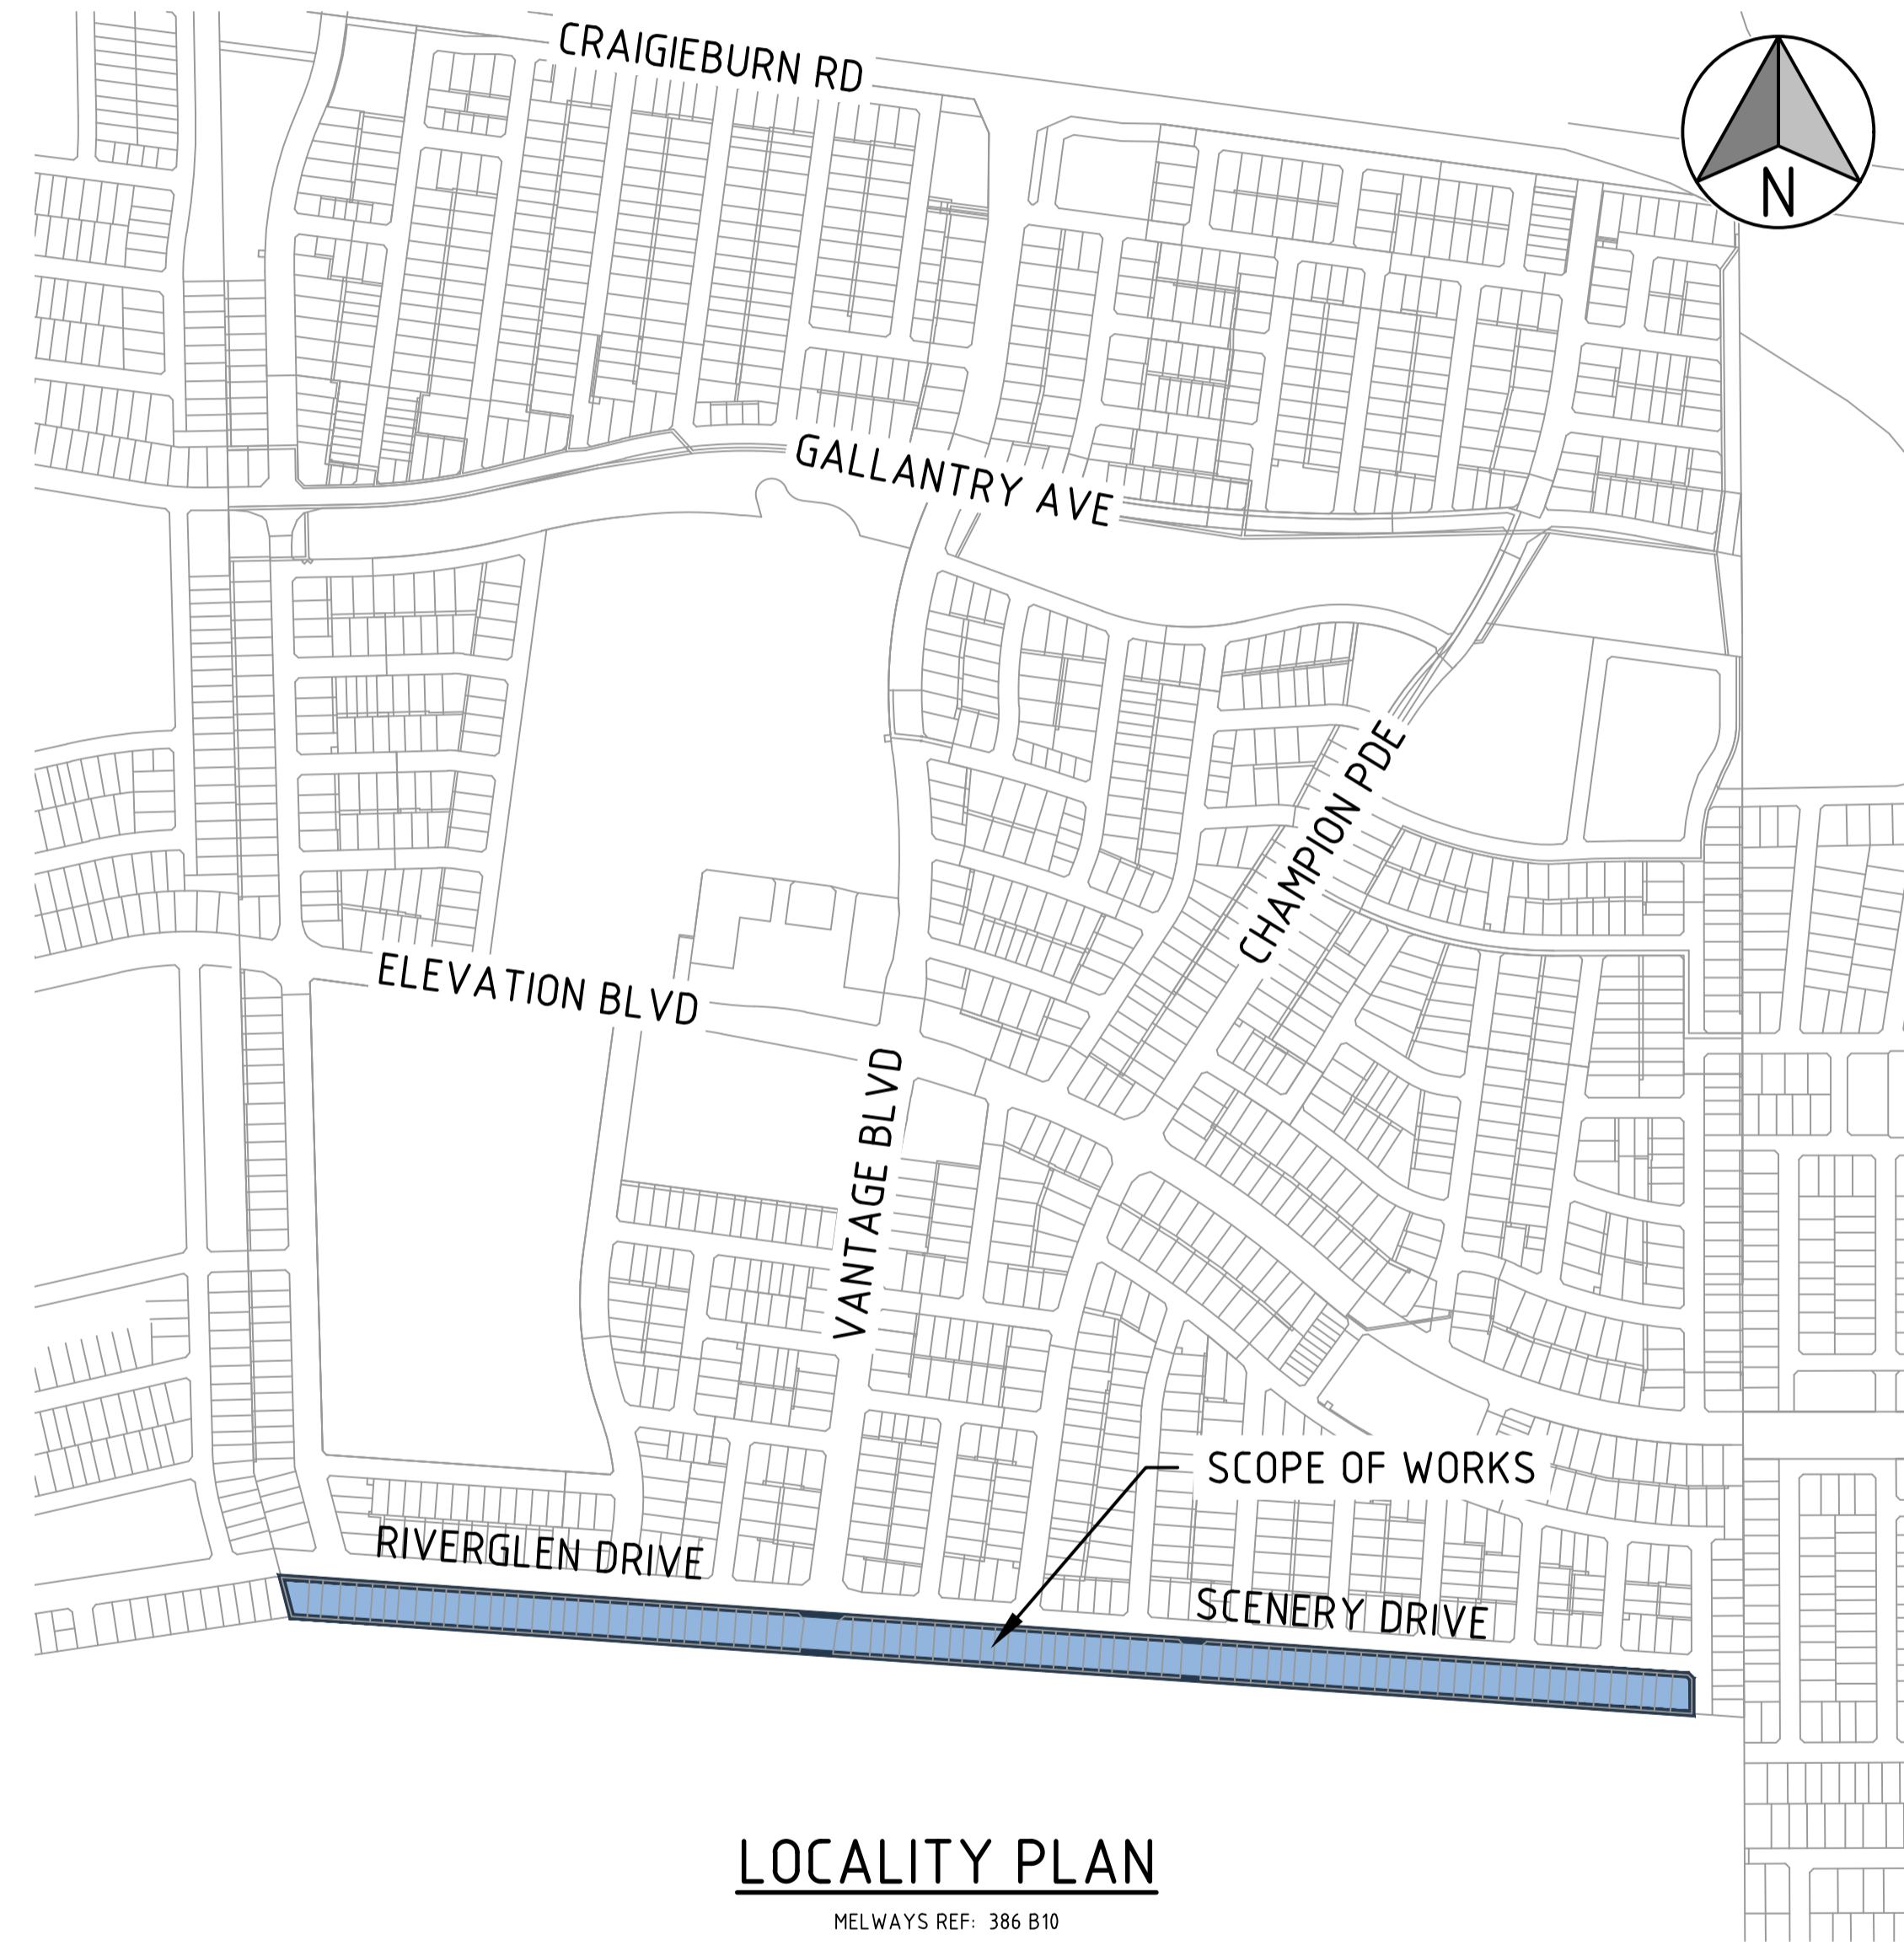 CRAIGIEBURN RD
N
GALLANTRY AVE
CHAMPION PDE
ELEVATION BLVD
VANTAGE BLVD
SCOPE OF WORKS
RIVERGLEN DRIVE
SCENERY DRIVE
LOCALITY PLAN
MELWAYS REF: 386 B10